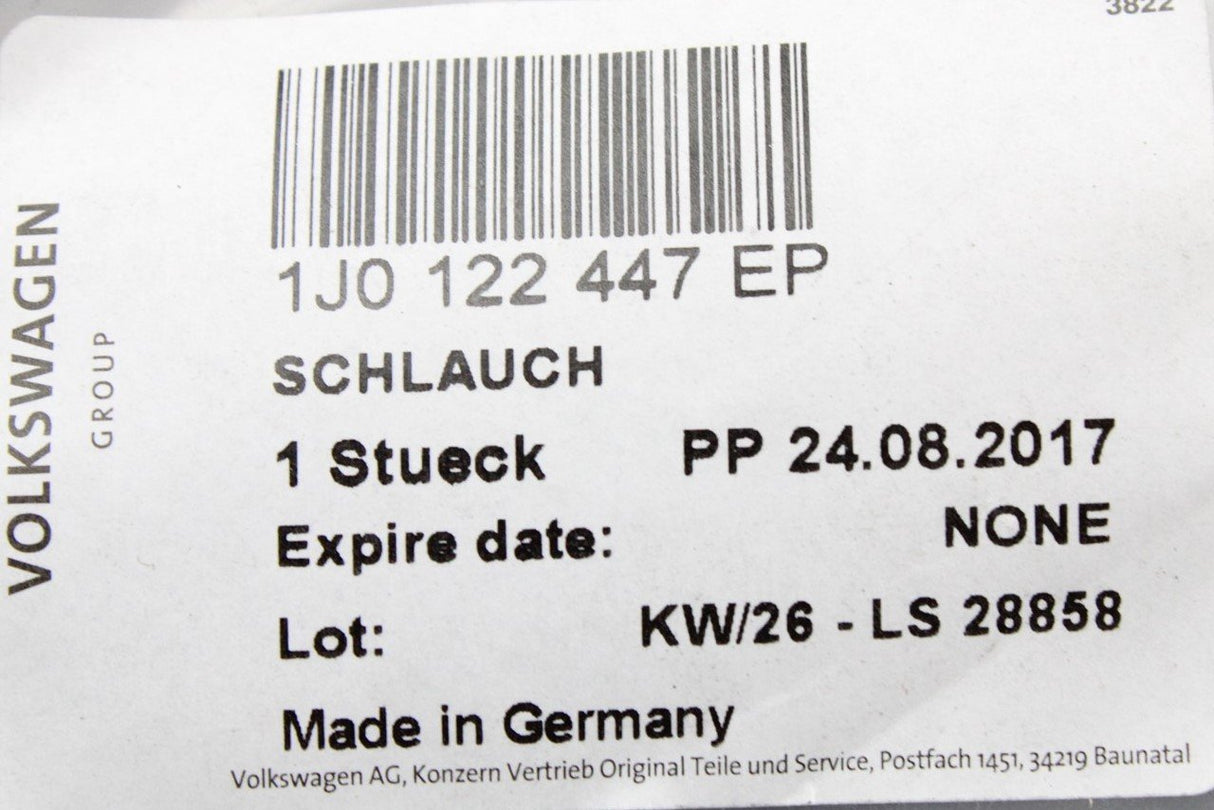 3822
1J0 122 447 EP
SCHLAUCH
1 Stueck PP 24.08.2017
Expire date: NONE
Lot: KW/26 - LS 28858
Made in Germany
Volkswagen AG, Konzern Vertrieb Original Teile und Service, Postfach 1451, 34219 Baunatal
VOLKSWAGEN
GROUP